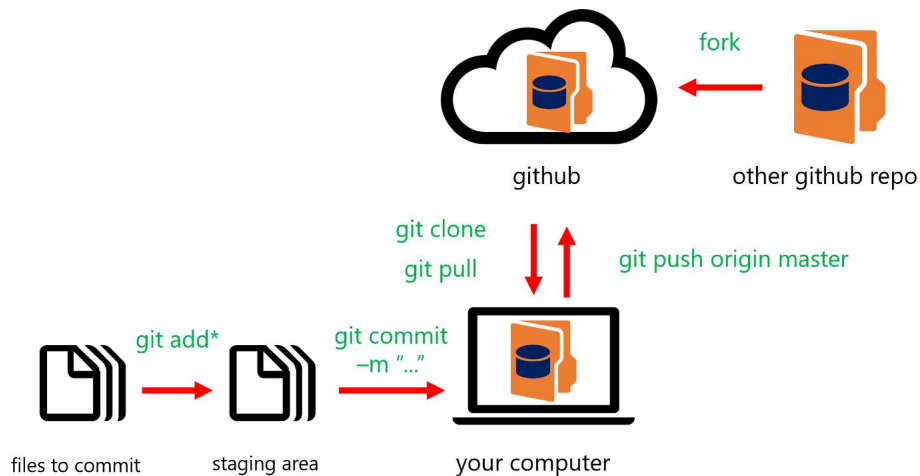 fork
github
other github repo
git clone
git pull
git push origin master
git add*
git commit
–m “...”
files to commit
staging area
your computer